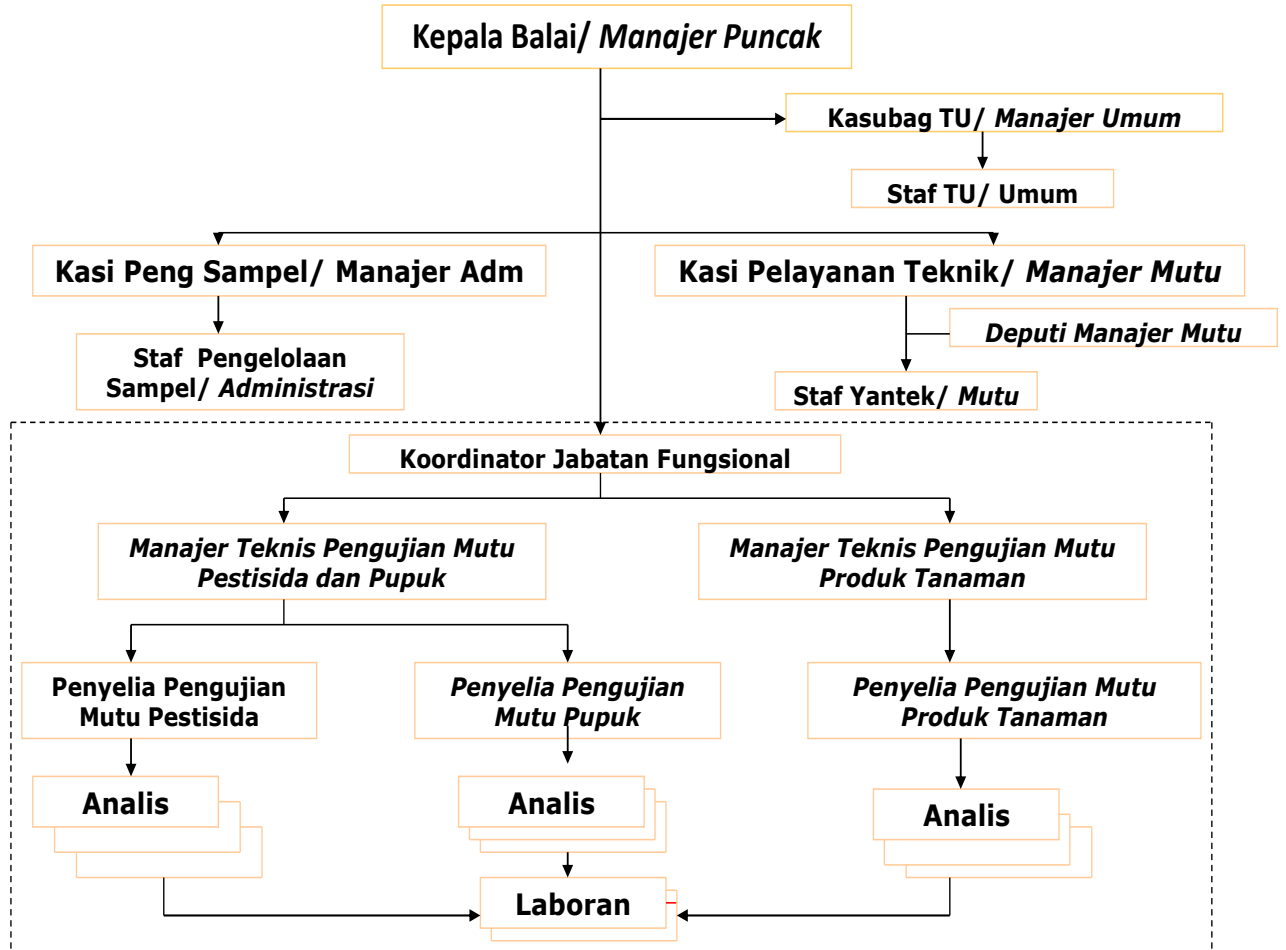 Kepala Balai/ Manajer Puncak
Kasubag TU/ Manajer Umum
Staf TU/ Umum
Kasi Peng Sampel/ Manajer Adm
Kasi Pelayanan Teknik/ Manajer Mutu
Deputi Manajer Mutu
Staf Pengelolaan
Sampel/ Administrasi
Staf Yantek/ Mutu
Koordinator Jabatan Fungsional
Manajer Teknis Pengujian Mutu
Pestisida dan Pupuk
Manajer Teknis Pengujian Mutu
Produk Tanaman
Penyelia Pengujian
Mutu Pestisida
Penyelia Pengujian
Mutu Pupuk
Penyelia Pengujian Mutu
Produk Tanaman
Analis
Analis
Analis
Laboran